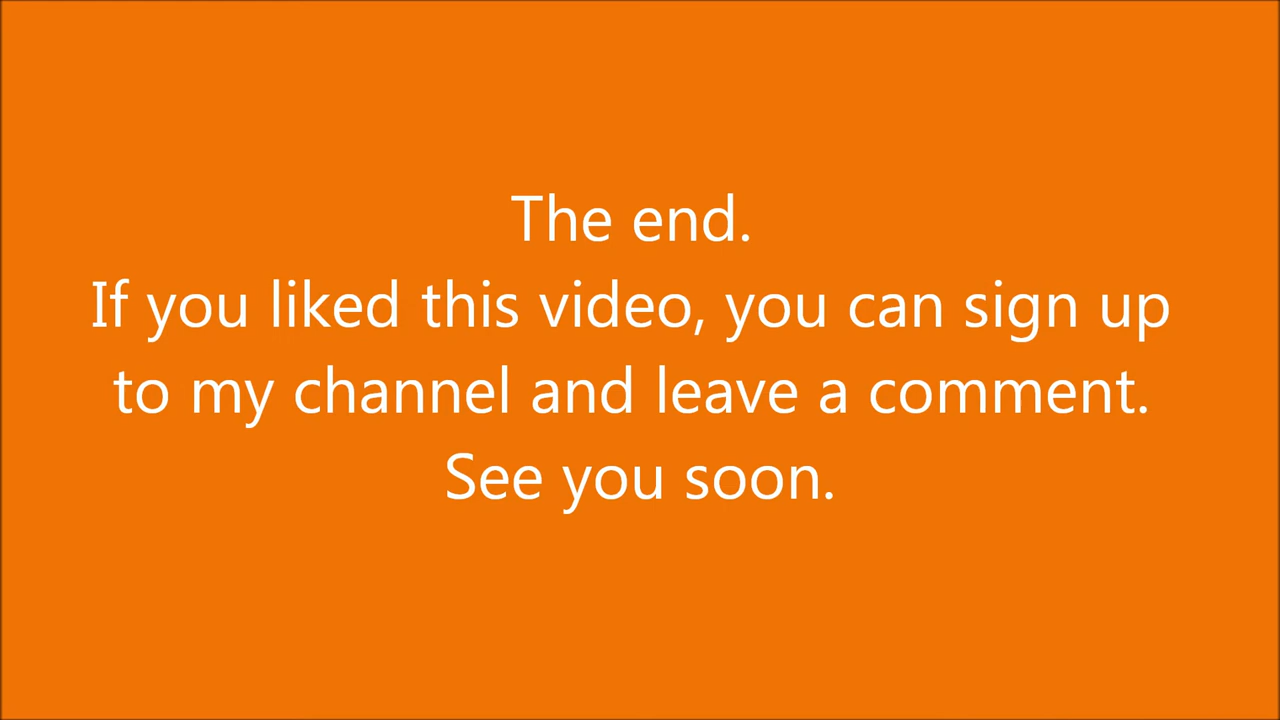 The end.
If you liked this video, you can sign up
to my channel and leave a comment.
See you soon.